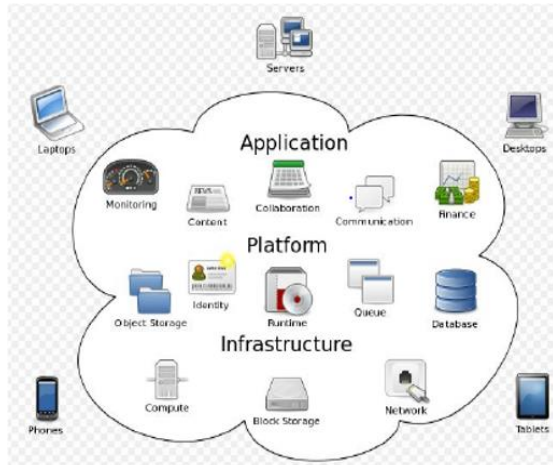 Servers
Laptops
Desktops
Application
Monitoring
Content
Collaboration
Communication
Finance
Platform
Object Storage
Identity
Runtime
Queue
Database
Infrastructure
Compute
Block Storage
Network
Phones
Tablets